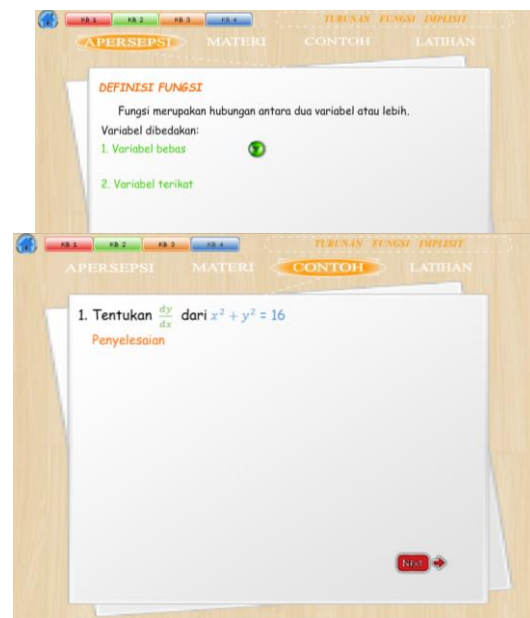 KB 1 KB 2 KB 3 KB 4 TURUNAN FUNGSI IMPLISIT
APERSEPSI MATERI CONTOH LATIHAN
DEFINISI FUNGSI
Fungsi merupakan hubungan antara dua variabel atau lebih.
Variabel dibedakan:
1. Variabel bebas
2. Variabel terikat
KB 1 KB 2 KB 3 KB 4 TURUNAN FUNGSI IMPLISIT
APERSEPSI MATERI CONTOH LATIHAN
1. Tentukan dy/dx dari x² + y² = 16
Penyelesaian
Next